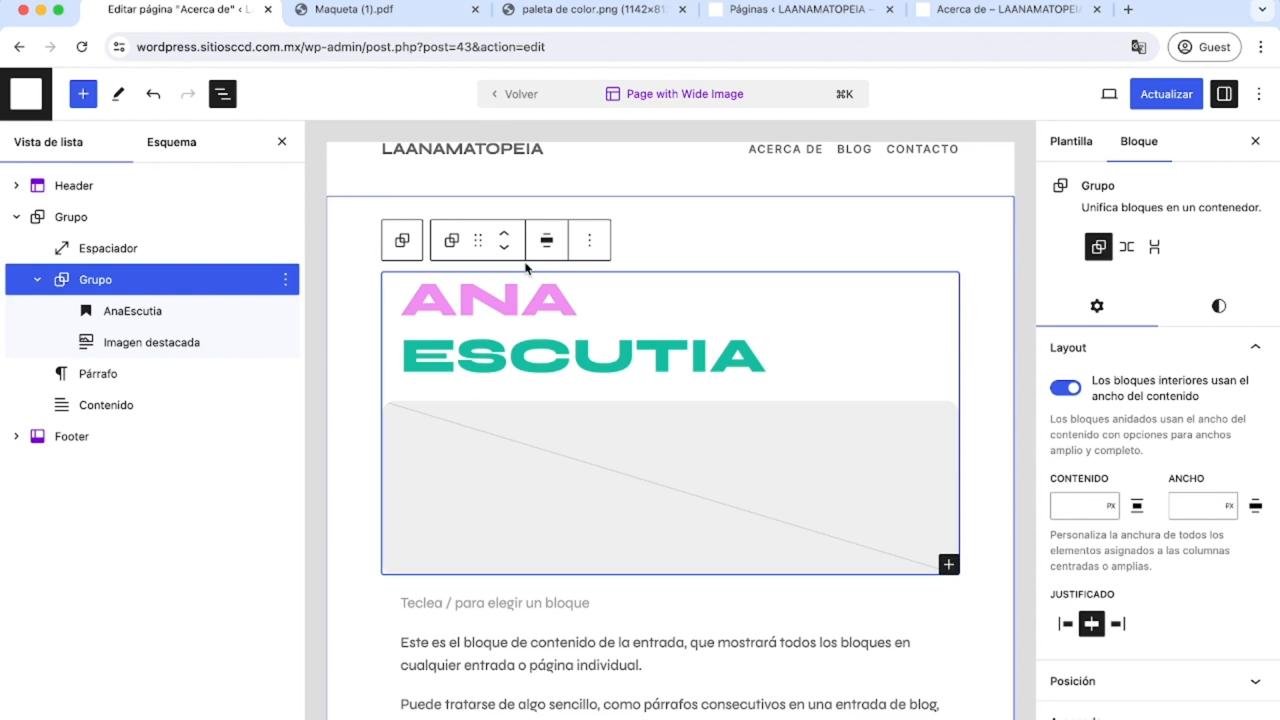 Editar página "Acerca de" ‹ L
Maqueta (1).pdf
paleta de color.png (1142×81
Páginas ‹ LAANAMATOPEIA –
Acerca de – LAANAMATOPEI
wordpress.sitiosccd.com.mx/wp-admin/post.php?post=43&action=edit
Guest
Volver
Page with Wide Image
⌘K
Actualizar
Vista de lista
Esquema
Header
Grupo
Espaciador
Grupo
AnaEscutia
Imagen destacada
Párrafo
Contenido
Footer
LAANAMATOPEIA
ACERCA DE BLOG CONTACTO
ANA
ESCUTIA
Teclea / para elegir un bloque
Este es el bloque de contenido de la entrada, que mostrará todos los bloques en
cualquier entrada o página individual.
Puede tratarse de algo sencillo, como párrafos consecutivos en una entrada de blog,
Plantilla
Bloque
Grupo
Unifica bloques en un contenedor.
Layout
Los bloques interiores usan el
ancho del contenido
Los bloques anidados usan el ancho del
contenido con opciones para anchos
amplio y completo.
CONTENIDO
ANCHO
PX
PX
Personaliza la anchura de todos los
elementos asignados a las columnas
centradas o amplias.
JUSTIFICADO
Posición